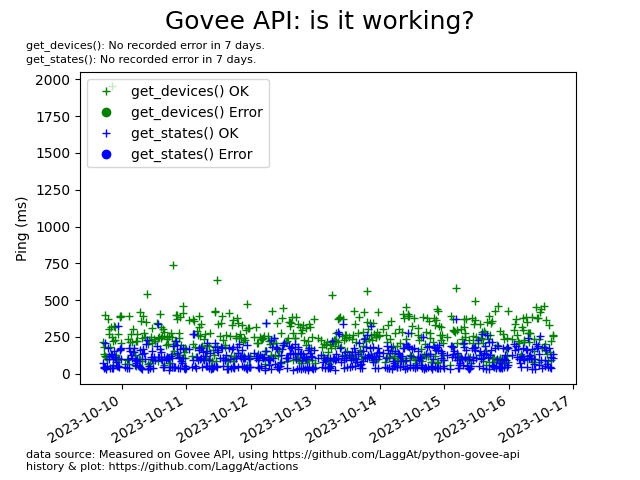 Govee API: is it working?
get_devices(): No recorded error in 7 days.
get_states(): No recorded error in 7 days.
2000
1750
1500
1250
1000
750
500
250
0
Ping (ms)
get_devices() OK
get_devices() Error
get_states() OK
get_states() Error
2023-10-10
2023-10-11
2023-10-12
2023-10-13
2023-10-14
2023-10-15
2023-10-16
2023-10-17
data source: Measured on Govee API, using https://github.com/LaggAt/python-govee-api
history & plot: https://github.com/LaggAt/actions